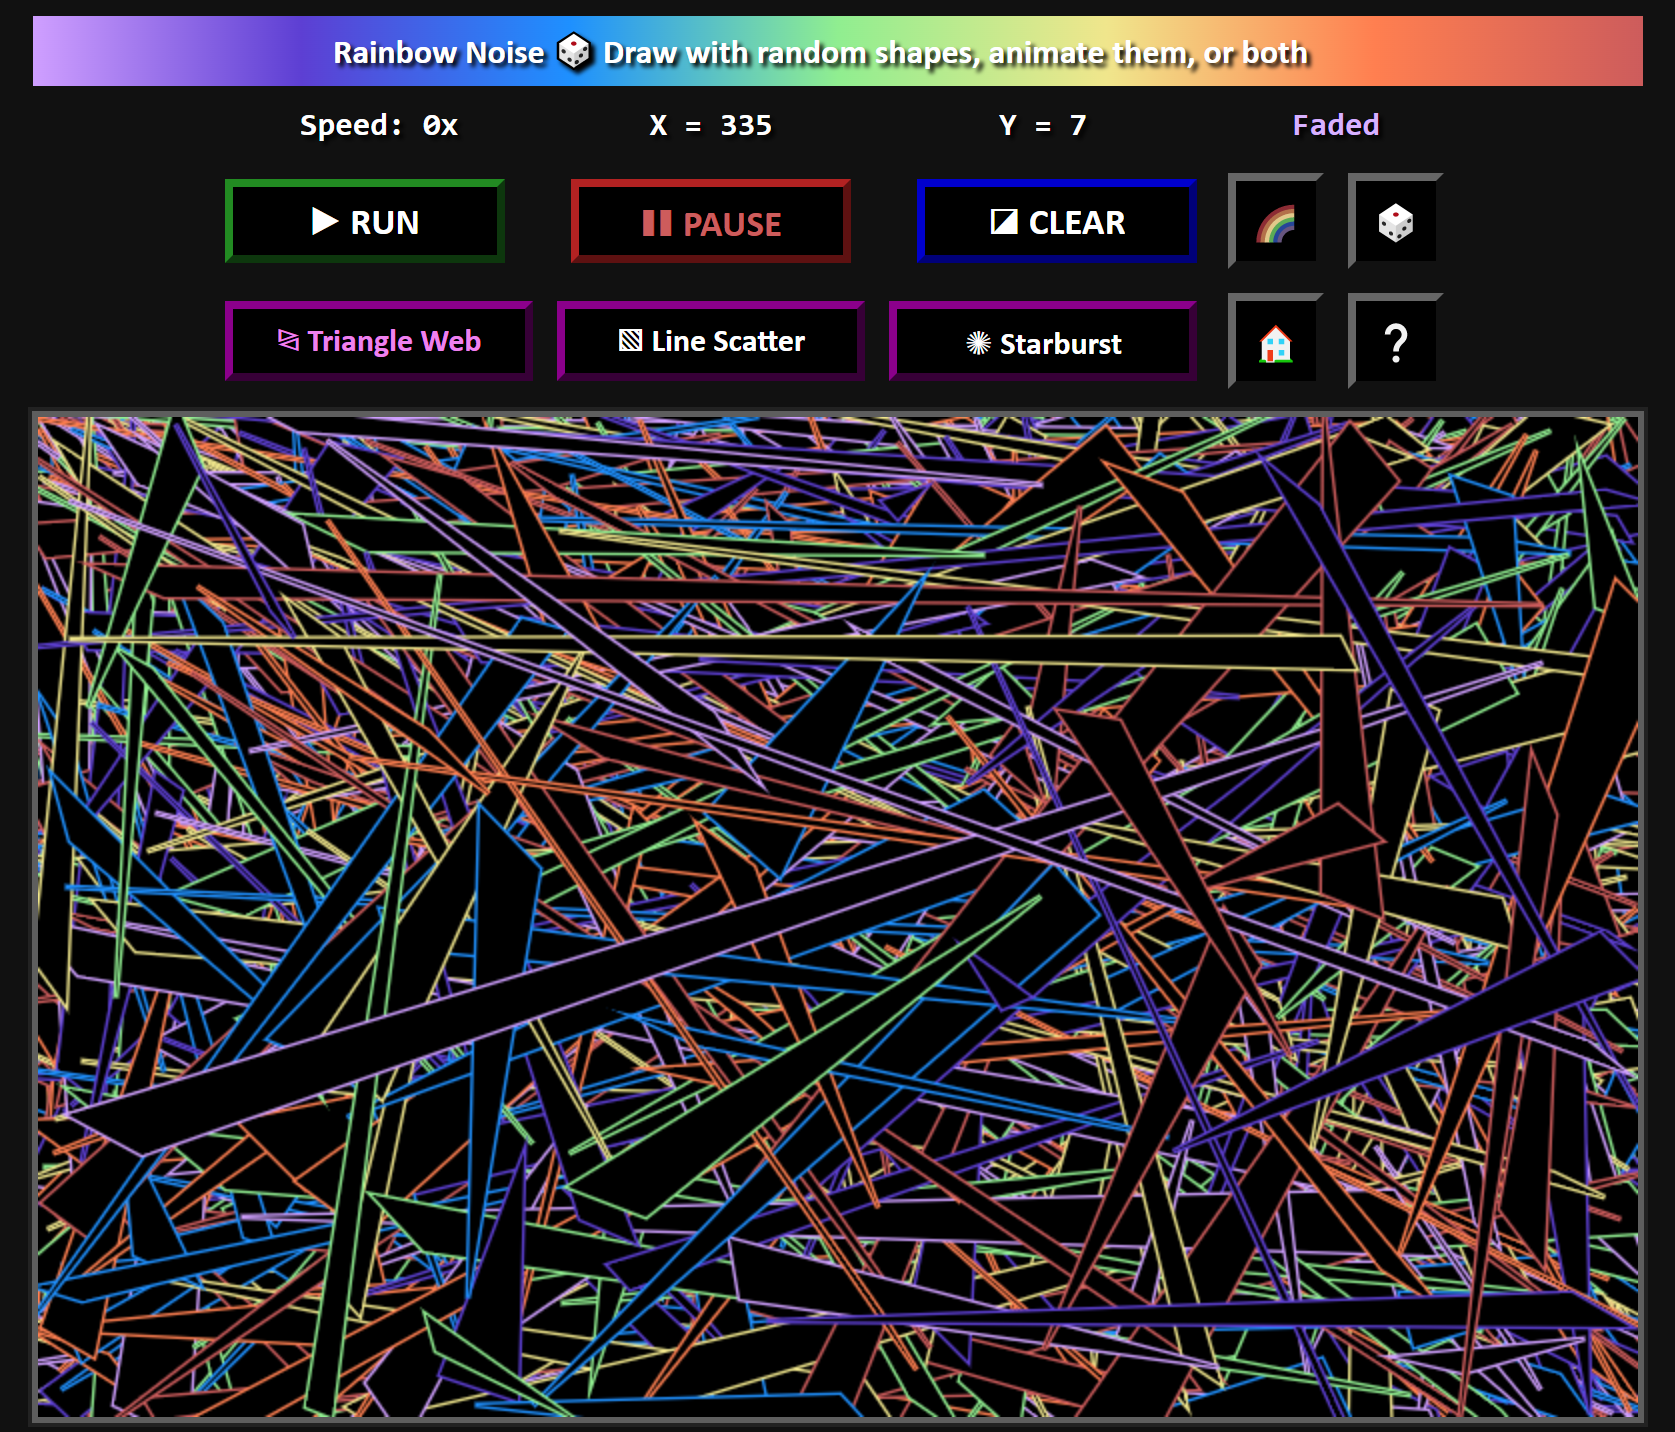 Rainbow Noise 🎲 Draw with random shapes, animate them, or both
Speed: 0x X = 335 Y = 7 Faded
▶ RUN ❚❚ PAUSE ◪ CLEAR
Triangle Web ▧ Line Scatter ✺ Starburst ?